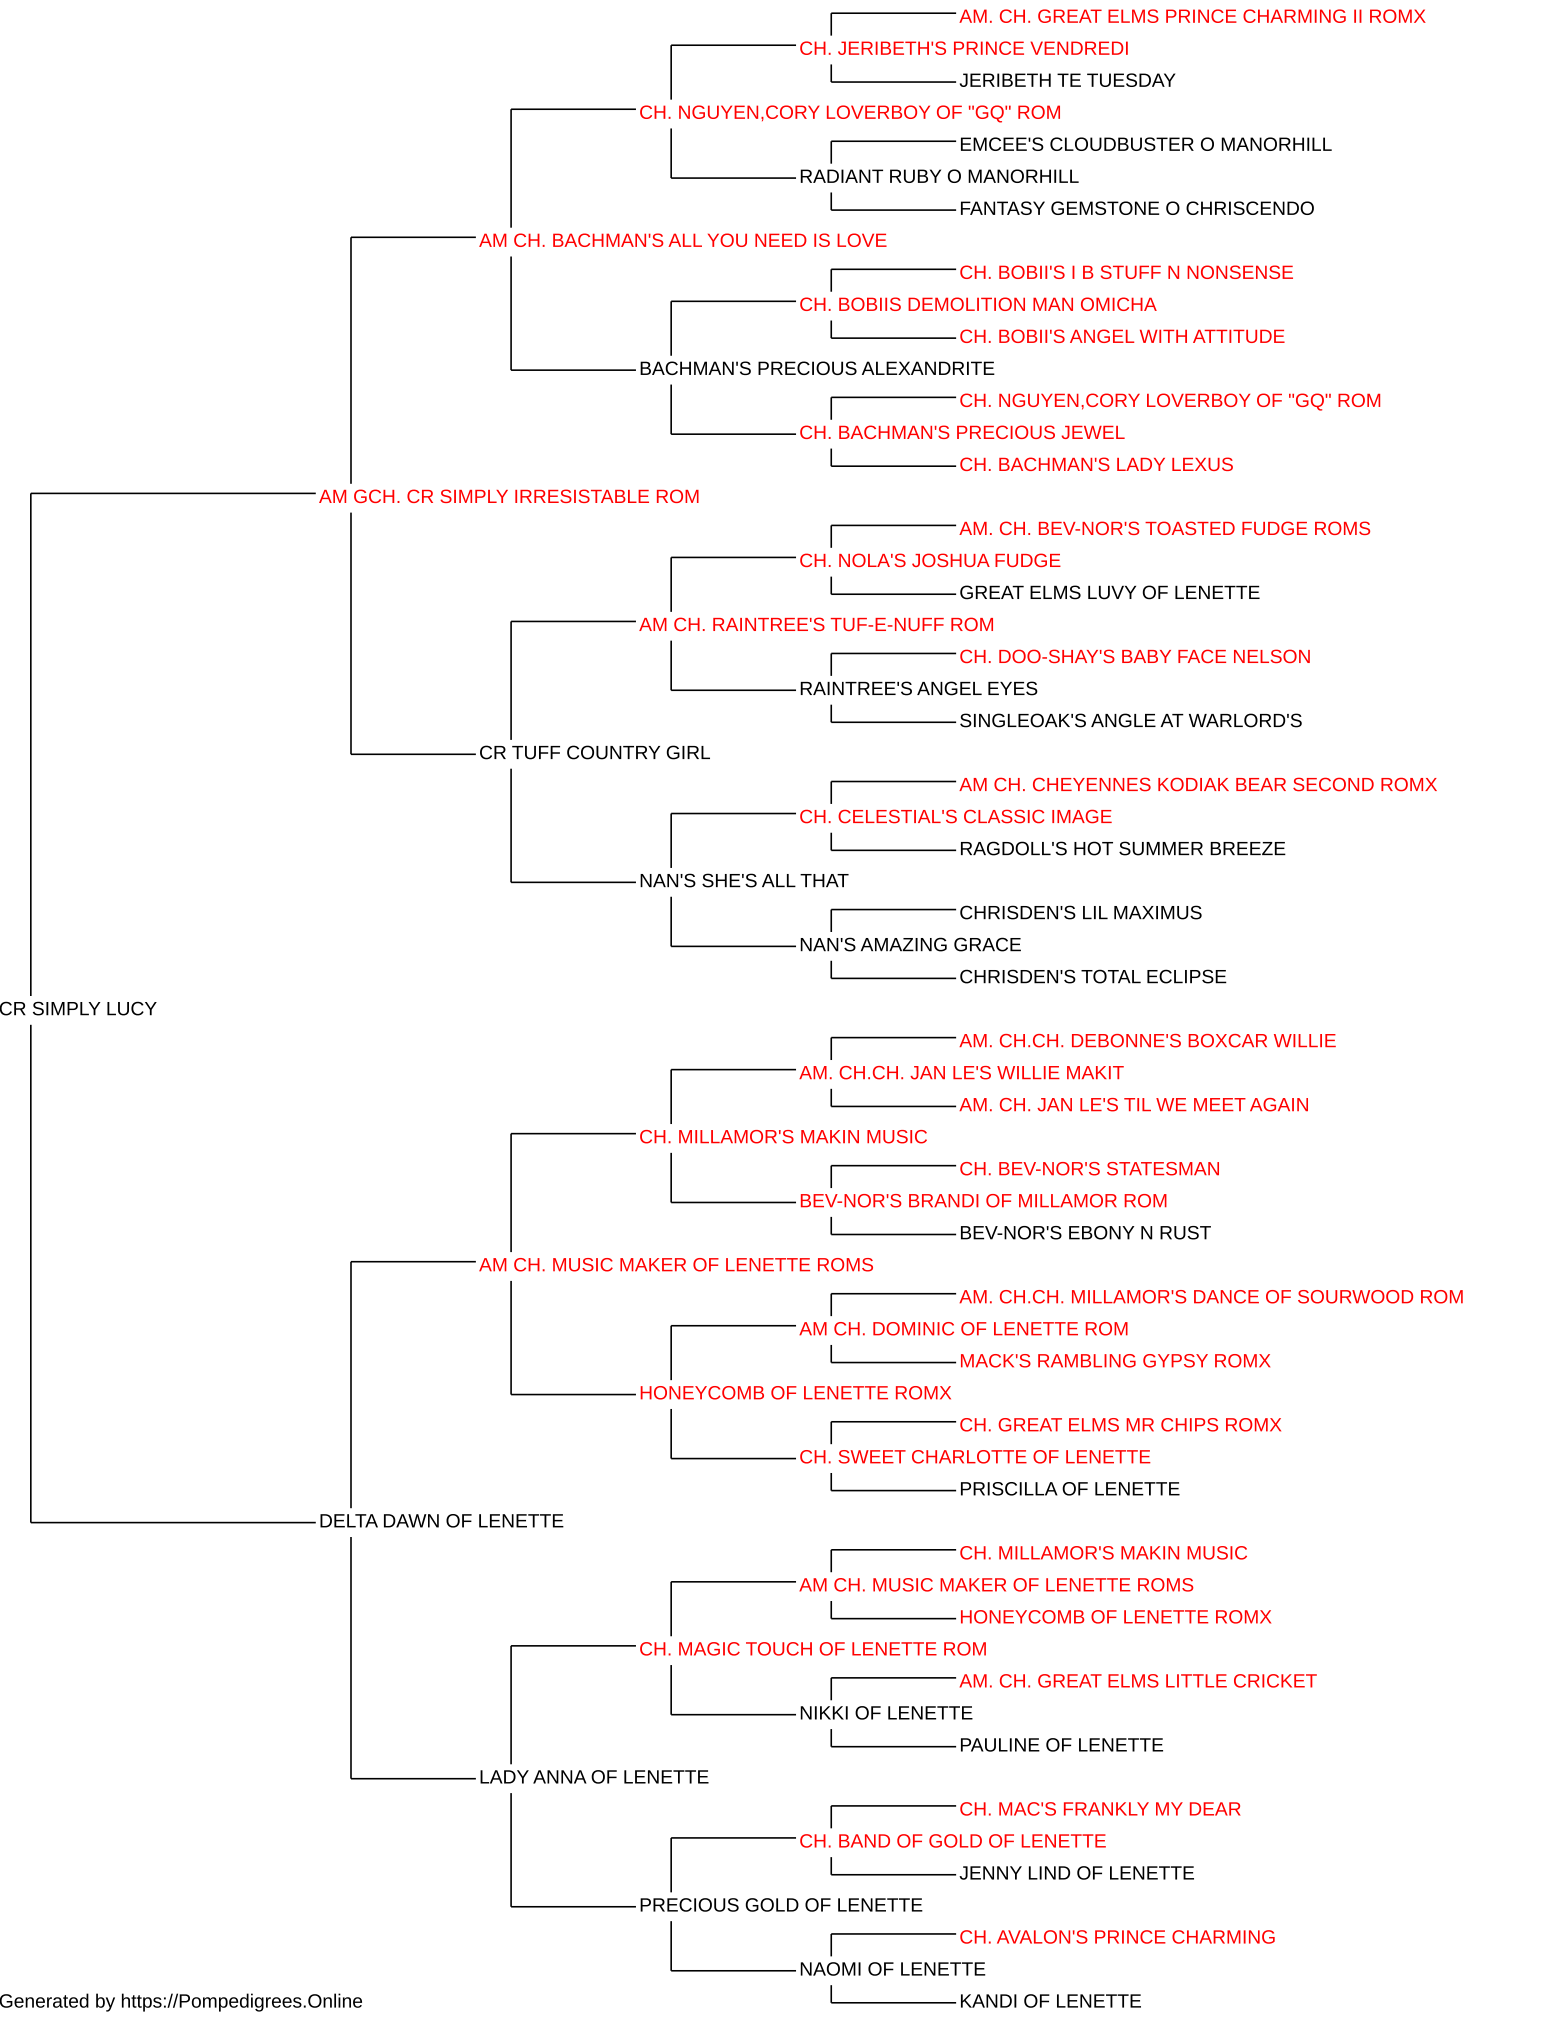 AM. CH. GREAT ELMS PRINCE CHARMING II ROMX
CH. JERIBETH'S PRINCE VENDREDI
JERIBETH TE TUESDAY
CH. NGUYEN,CORY LOVERBOY OF "GQ" ROM
EMCEE'S CLOUDBUSTER O MANORHILL
RADIANT RUBY O MANORHILL
FANTASY GEMSTONE O CHRISCENDO
AM CH. BACHMAN'S ALL YOU NEED IS LOVE
CH. BOBII'S I B STUFF N NONSENSE
CH. BOBIIS DEMOLITION MAN OMICHA
CH. BOBII'S ANGEL WITH ATTITUDE
BACHMAN'S PRECIOUS ALEXANDRITE
CH. NGUYEN,CORY LOVERBOY OF "GQ" ROM
CH. BACHMAN'S PRECIOUS JEWEL
CH. BACHMAN'S LADY LEXUS
AM GCH. CR SIMPLY IRRESISTABLE ROM
AM. CH. BEV-NOR'S TOASTED FUDGE ROMS
CH. NOLA'S JOSHUA FUDGE
GREAT ELMS LUVY OF LENETTE
AM CH. RAINTREE'S TUF-E-NUFF ROM
CH. DOO-SHAY'S BABY FACE NELSON
RAINTREE'S ANGEL EYES
SINGLEOAK'S ANGLE AT WARLORD'S
CR TUFF COUNTRY GIRL
AM CH. CHEYENNES KODIAK BEAR SECOND ROMX
CH. CELESTIAL'S CLASSIC IMAGE
RAGDOLL'S HOT SUMMER BREEZE
NAN'S SHE'S ALL THAT
CHRISDEN'S LIL MAXIMUS
NAN'S AMAZING GRACE
CHRISDEN'S TOTAL ECLIPSE
CR SIMPLY LUCY
AM. CH.CH. DEBONNE'S BOXCAR WILLIE
AM. CH.CH. JAN LE'S WILLIE MAKIT
AM. CH. JAN LE'S TIL WE MEET AGAIN
CH. MILLAMOR'S MAKIN MUSIC
CH. BEV-NOR'S STATESMAN
BEV-NOR'S BRANDI OF MILLAMOR ROM
BEV-NOR'S EBONY N RUST
AM CH. MUSIC MAKER OF LENETTE ROMS
AM. CH.CH. MILLAMOR'S DANCE OF SOURWOOD ROM
AM CH. DOMINIC OF LENETTE ROM
MACK'S RAMBLING GYPSY ROMX
HONEYCOMB OF LENETTE ROMX
CH. GREAT ELMS MR CHIPS ROMX
CH. SWEET CHARLOTTE OF LENETTE
PRISCILLA OF LENETTE
DELTA DAWN OF LENETTE
CH. MILLAMOR'S MAKIN MUSIC
AM CH. MUSIC MAKER OF LENETTE ROMS
HONEYCOMB OF LENETTE ROMX
CH. MAGIC TOUCH OF LENETTE ROM
AM. CH. GREAT ELMS LITTLE CRICKET
NIKKI OF LENETTE
PAULINE OF LENETTE
LADY ANNA OF LENETTE
CH. MAC'S FRANKLY MY DEAR
CH. BAND OF GOLD OF LENETTE
JENNY LIND OF LENETTE
PRECIOUS GOLD OF LENETTE
CH. AVALON'S PRINCE CHARMING
NAOMI OF LENETTE
KANDI OF LENETTE
Generated by https://Pompedigrees.Online